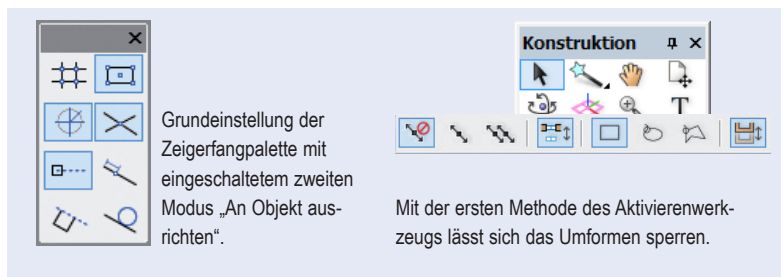 Grundeinstellung der
Zeigerfangpalette mit
eingeschaltetem zweiten
Modus „An Objekt aus-
richten“.
Konstruktion
T
Mit der ersten Methode des Aktivierenwerk-
zeugs lässt sich das Umformen sperren.